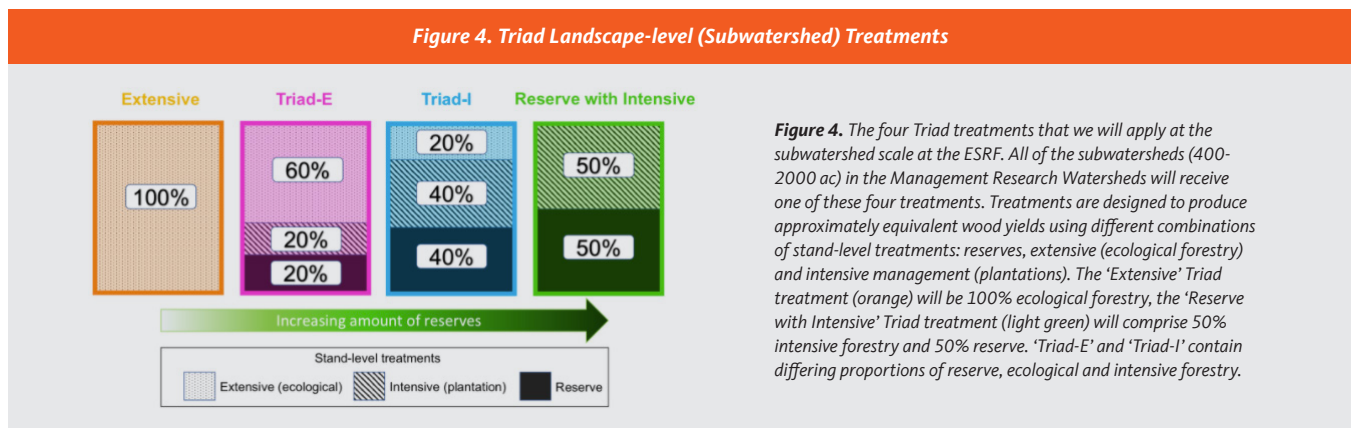 Figure 4. Triad Landscape-level (Subwatershed) Treatments
Extensive
Triad-E
Triad-I
Reserve with Intensive
100%
60%
20%
20%
20%
40%
40%
50%
50%
Increasing amount of reserves
Stand-level treatments
Extensive (ecological)
Intensive (plantation)
Reserve
Figure 4. The four Triad treatments that we will apply at the
subwatershed scale at the ESRF. All of the subwatersheds (400-
2000 ac) in the Management Research Watersheds will receive
one of these four treatments. Treatments are designed to produce
approximately equivalent wood yields using different combinations
of stand-level treatments: reserves, extensive (ecological forestry)
and intensive management (plantations). The ‘Extensive’ Triad
treatment (orange) will be 100% ecological forestry, the ‘Reserve
with Intensive’ Triad treatment (light green) will comprise 50%
intensive forestry and 50% reserve. ‘Triad-E’ and ‘Triad-I’ contain
differing proportions of reserve, ecological and intensive forestry.